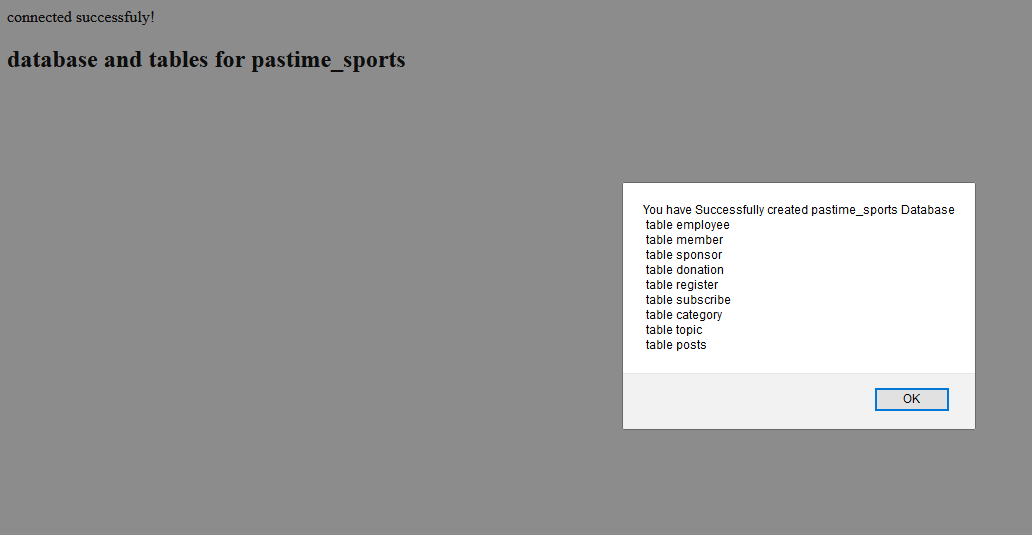 connected successfuly!
database and tables for pastime_sports
You have Successfully created pastime_sports Database
table employee
table member
table sponsor
table donation
table register
table subscribe
table category
table topic
table posts
OK